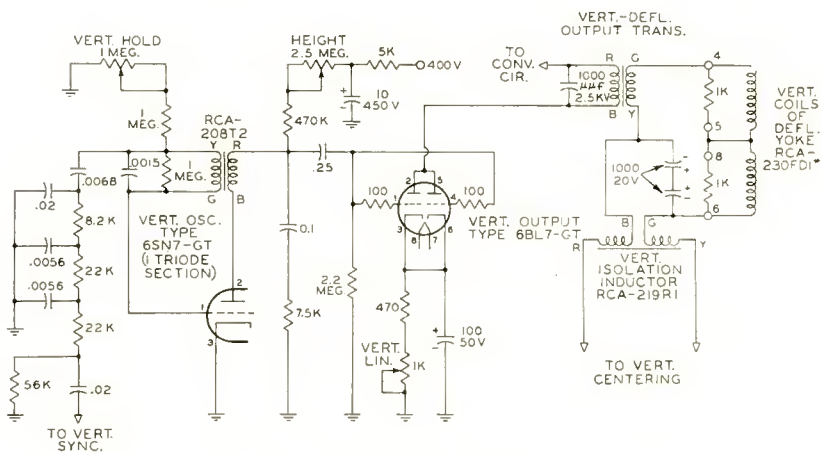 VERT. HOLD
1 MEG.
HEIGHT
2.5 MEG.
5K
400V
10
450 V
470K
1
MEG.
RCA-
208T2
Y
R
G
B
.0015
1
MEG.
.0068
.02
8.2K
.0056
22K
.0056
22K
56K
.02
TO VERT.
SYNC.
VERT. OSC.
TYPE
6SN7-GT
(1 TRIODE
SECTION)
1
2
3
.25
0.1
7.5K
2.2
MEG.
100
100
1
2
5
4
3
8
7
6
VERT. OUTPUT
TYPE 6BL7-GT
470
VERT.
LIN.
1K
100
50V
VERT.-DEFL.
OUTPUT TRANS.
TO
CONV.
CIR.
1000
μμf
2.5KV
R
G
B
Y
4
1K
5
8
1K
6
VERT.
COILS
OF
DEFL.
YOKE
RCA-
230FD1*
1000
20V
B
G
R
Y
VERT.
ISOLATION
INDUCTOR
RCA-219R1
TO VERT.
CENTERING